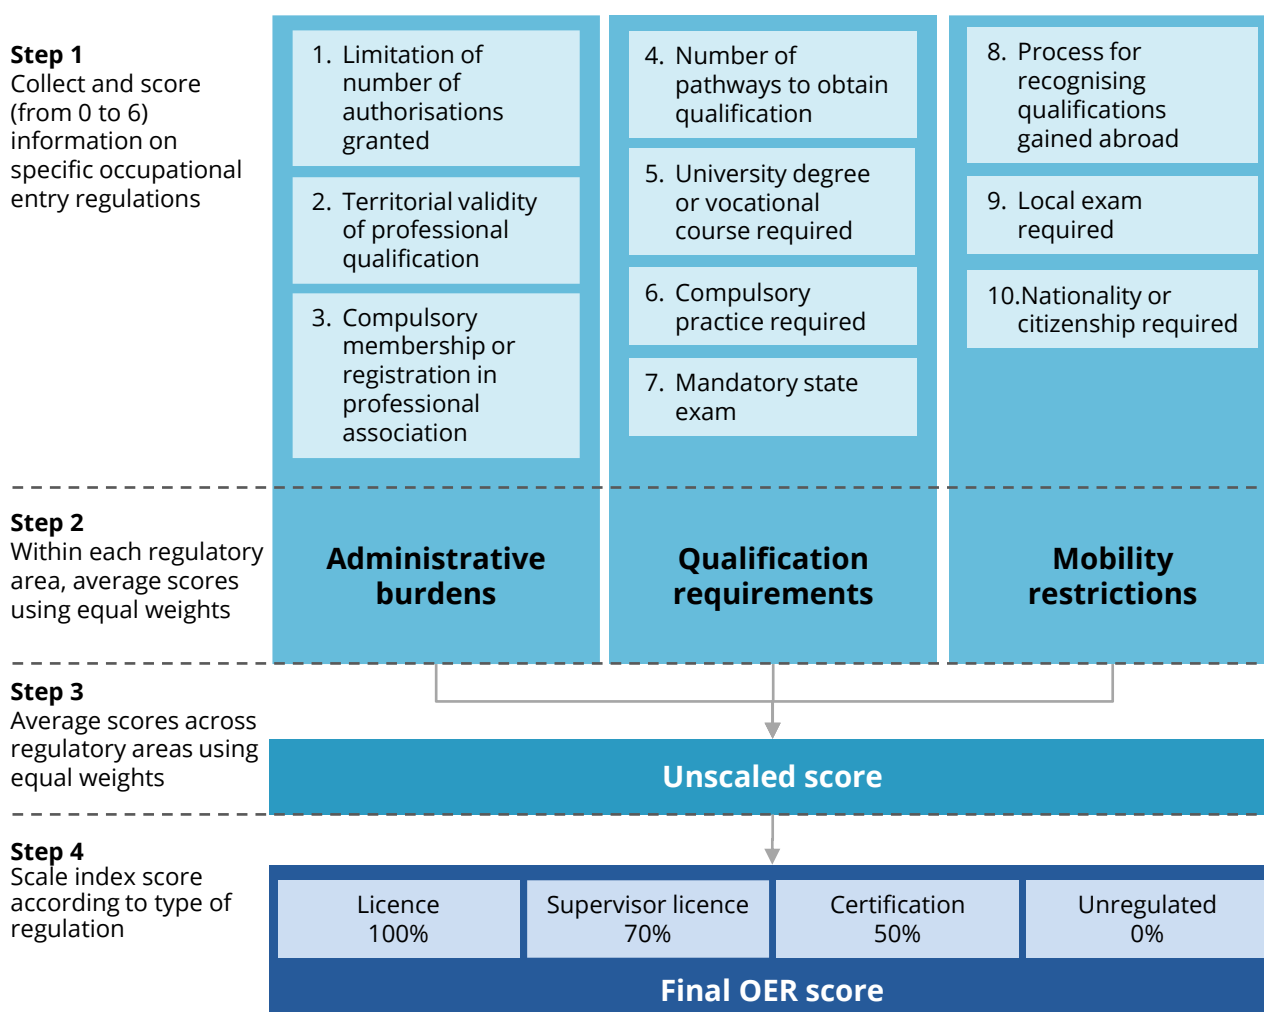 Step 1
Collect and score
(from 0 to 6)
information on
specific occupational
entry regulations
1. Limitation of
number of
authorisations
granted
2. Territorial validity
of professional
qualification
3. Compulsory
membership or
registration in
professional
association
4. Number of
pathways to obtain
qualification
5. University degree
or vocational
course required
6. Compulsory
practice required
7. Mandatory state
exam
8. Process for
recognising
qualifications
gained abroad
9. Local exam
required
10.Nationality or
citizenship required
Step 2
Within each regulatory
area, average scores
using equal weights
Administrative
burdens
Qualification
requirements
Mobility
restrictions
Step 3
Average scores across
regulatory areas using
equal weights
Unscaled score
Step 4
Scale index score
according to type of
regulation
Licence
100%
Supervisor licence
70%
Certification
50%
Unregulated
0%
Final OER score